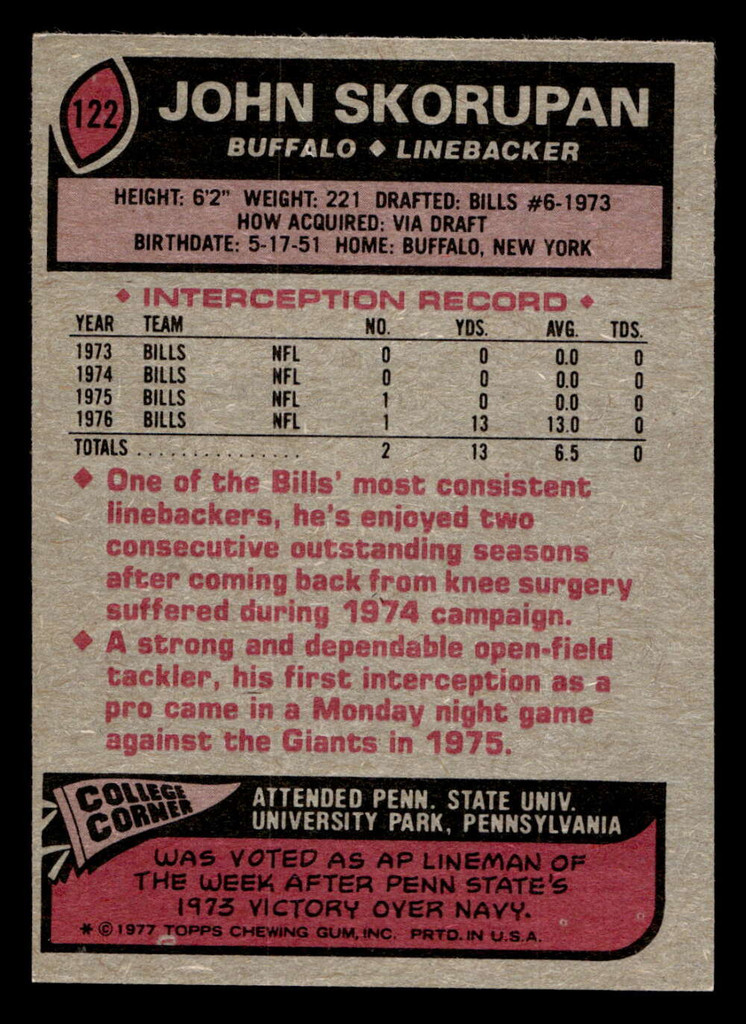 122
JOHN SKORUPAN
BUFFALO ♦ LINEBACKER
HEIGHT: 6'2" WEIGHT: 221 DRAFTED: BILLS #6-1973
HOW ACQUIRED: VIA DRAFT
BIRTHDATE: 5-17-51 HOME: BUFFALO, NEW YORK
♦ INTERCEPTION RECORD ♦
YEAR TEAM NO. YDS. AVG. TDS.
1973 BILLS NFL 0 0 0.0 0
1974 BILLS NFL 0 0 0.0 0
1975 BILLS NFL 1 0 0.0 0
1976 BILLS NFL 1 13 13.0 0
TOTALS ............... 2 13 6.5 0
♦ One of the Bills' most consistent
linebackers, he's enjoyed two
consecutive outstanding seasons
after coming back from knee surgery
suffered during 1974 campaign.
♦ A strong and dependable open-field
tackler, his first interception as a
pro came in a Monday night game
against the Giants in 1975.
COLLEGE
CORNER
ATTENDED PENN. STATE UNIV.
UNIVERSITY PARK, PENNSYLVANIA
WAS VOTED AS AP LINEMAN OF
THE WEEK AFTER PENN STATE'S
1973 VICTORY OVER NAVY.
* © 1977 TOPPS CHEWING GUM, INC. PRTD. IN U.S.A.